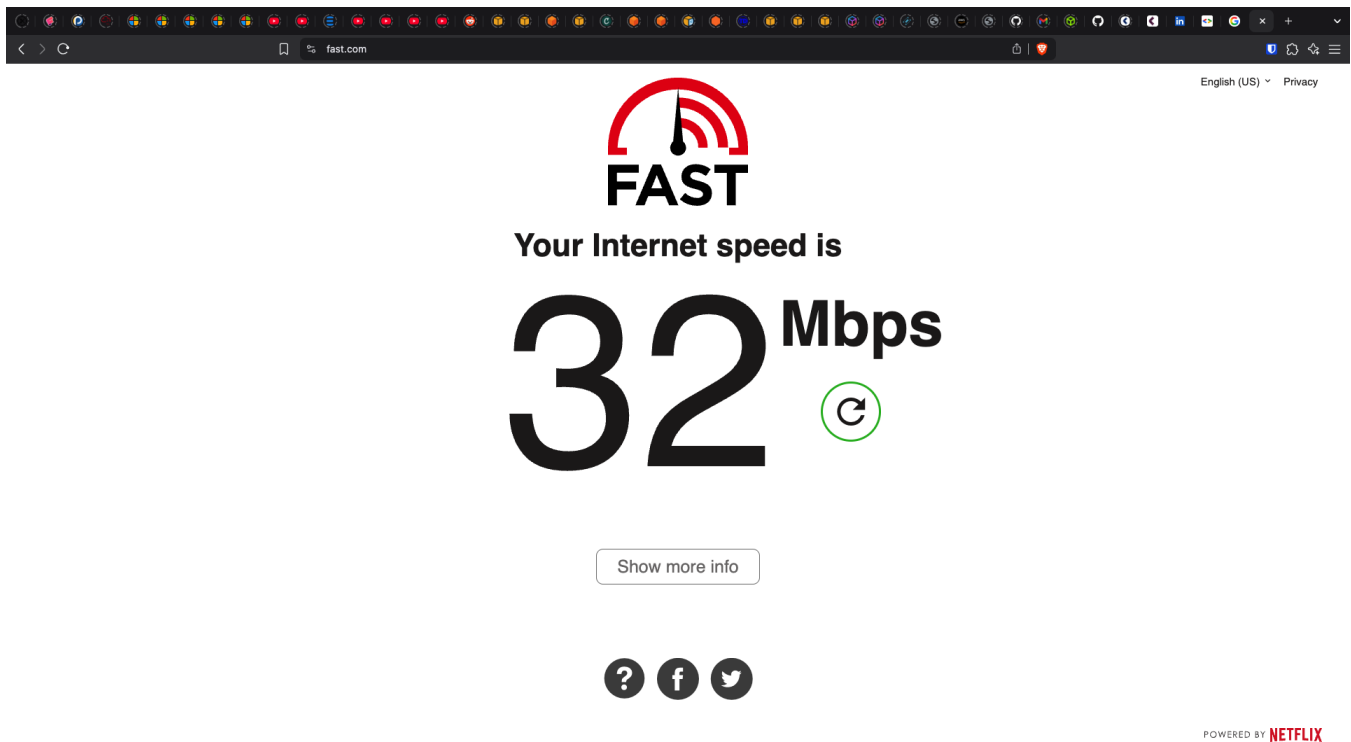 fast.com
English (US) Privacy
FAST
Your Internet speed is
32 Mbps
Show more info
POWERED BY NETFLIX